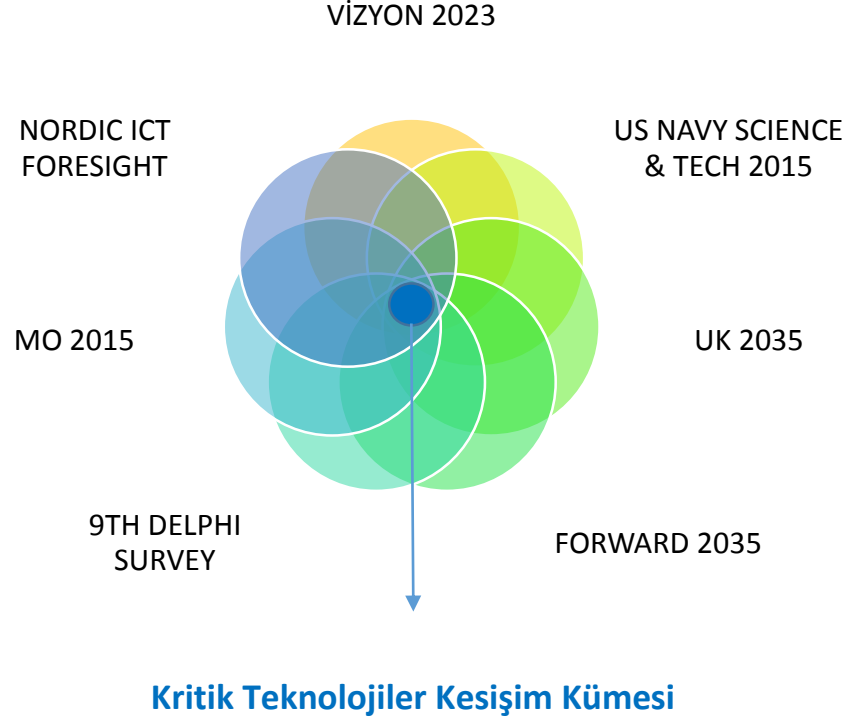 VİZYON 2023
NORDIC ICT
FORESIGHT
US NAVY SCIENCE
& TECH 2015
MO 2015
UK 2035
9TH DELPHI
SURVEY
FORWARD 2035
Kritik Teknolojiler Kesişim Kümesi